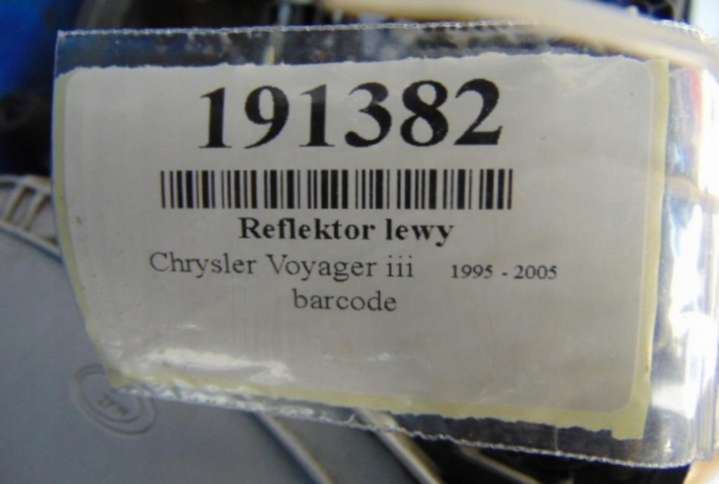 191382
Reflektor lewy
Chrysler Voyager iii 1995 - 2005
barcode